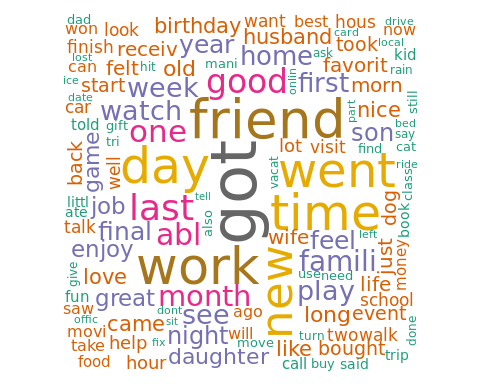 dad
won look birthday want best hous drive
card now
finish receiv year husband took local
lost can felt hit old mani home ask favorit kid
ice start week good onlin first morn rain
date car watch friend part nice still
told gift one son bed say
tri lot visit find cat
back game well day vacat went ride
class
littl job last tell got time dog book
ate also
talk final abl wife feel left
enjoy famili just money
give love work new use need life
fun great month play school
saw offic came see ago long event
movi dont sit night will turn two walk done
take help fix move like bought trip
food hour daughter call buy said